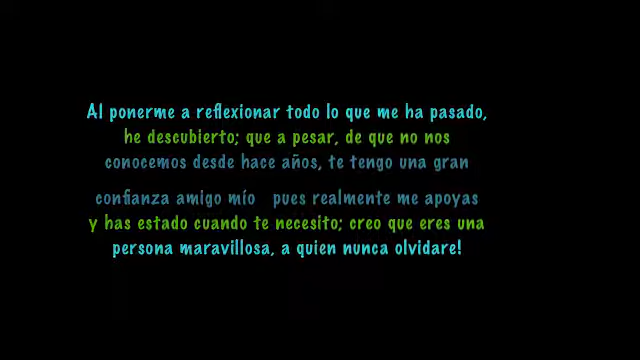 Al ponerme a reflexionar todo lo que me ha pasado,
he descubierto; que a pesar, de que no nos
conocemos desde hace años, te tengo una gran
confianza amigo mío pues realmente me apoyas
y has estado cuando te necesito; creo que eres una
persona maravillosa, a quien nunca olvidare!